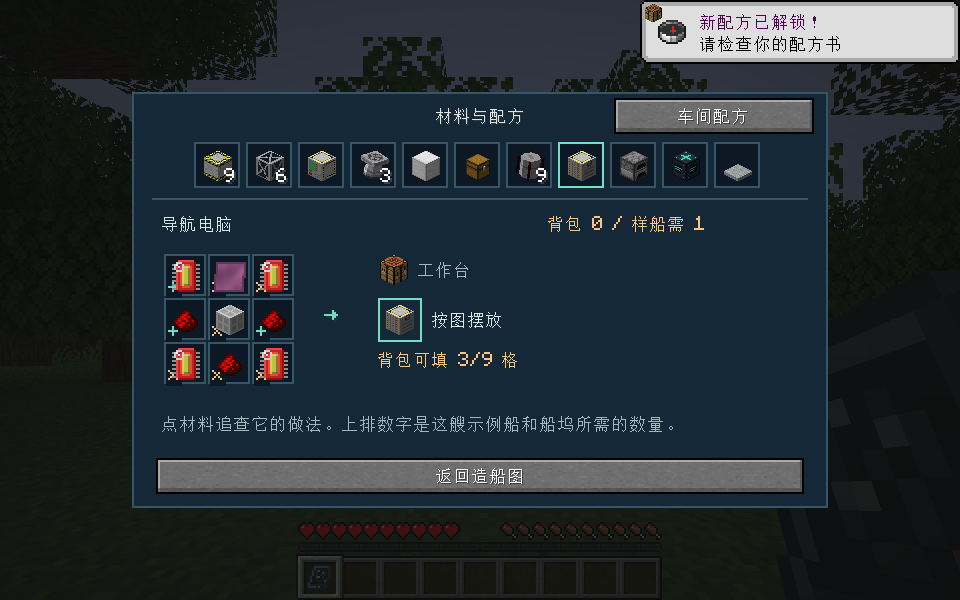 新配方已解锁！
请检查你的配方书
材料与配方
车间配方
9
6
3
9
导航电脑
背包 0 / 样船需 1
工作台
按图摆放
背包可填 3/9 格
点材料追查它的做法。上排数字是这艘示例船和船坞所需的数量。
返回造船图